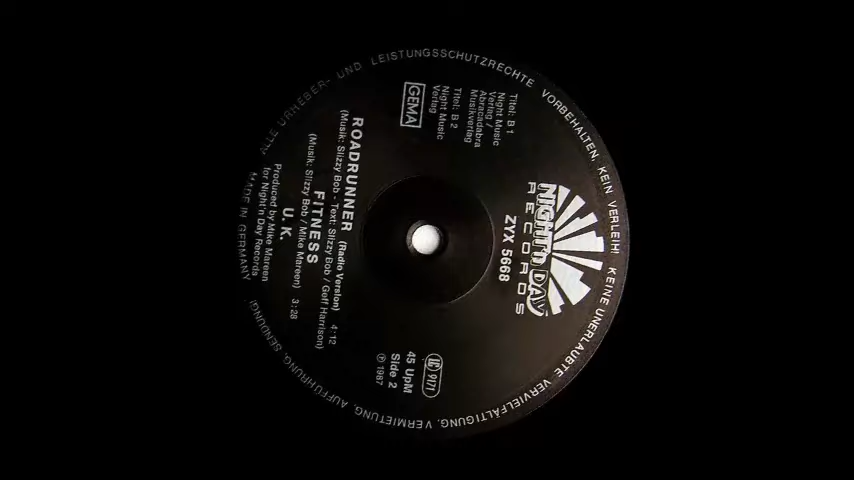 ALLE URHEBER- UND LEISTUNGSSCHUTZRECHTE VORBEHALTEN. KEIN VERLEIH! KEINE UNERLAUBTE VERVIELFÄLTIGUNG, VERMIETUNG, AUFFÜHRUNG, SENDUNG!
NIGHT'n DAY
RECORDS
ZYX 5668
Titel: B 1
Night Music
Verlag /
Abracadabra
Musikverlag
Titel: B 2
Night Music
Verlag
GEMA
LC 9171
45 UpM
Side 2
℗ 1987
ROADRUNNER (Radio Version) 4:12
(Musik: Slizzy Bob - Text: Slizzy Bob / Geff Harrison)
FITNESS
(Musik: Slizzy Bob / Mike Mareen) 3:28
U. K.
Produced by Mike Mareen
for Night'n Day Records
MADE IN GERMANY